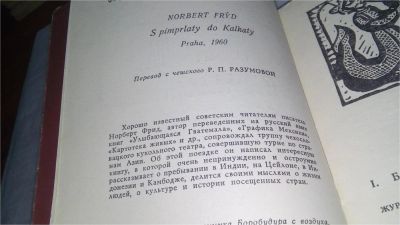 NORBERT FRÝD
S pimprlaty do Kalkaty
Praha, 1960
Перевод с чешского Р. П. РАЗУМОВОЙ
Хорошо известный советским читателям писатель
Норберт Фрид, автор переведенных на русский язык
книг «Улыбающаяся Гватемала», «Графика Мексики»,
«Картотека живых» и др., сопровождал труппу чехосло-
вацкого кукольного театра, совершившую турне по стра-
нам Азии. Об этой поездке он написал интересную
книгу, в которой очень непринужденно и остроумно
рассказывает о пребывании в Индии, на Цейлоне, в Ин-
донезии и Камбодже, делится своими мыслями о жизни
людей, о культуре и истории посещенных стран.
Боробудура с воздуха.
I. Б
ЖУР